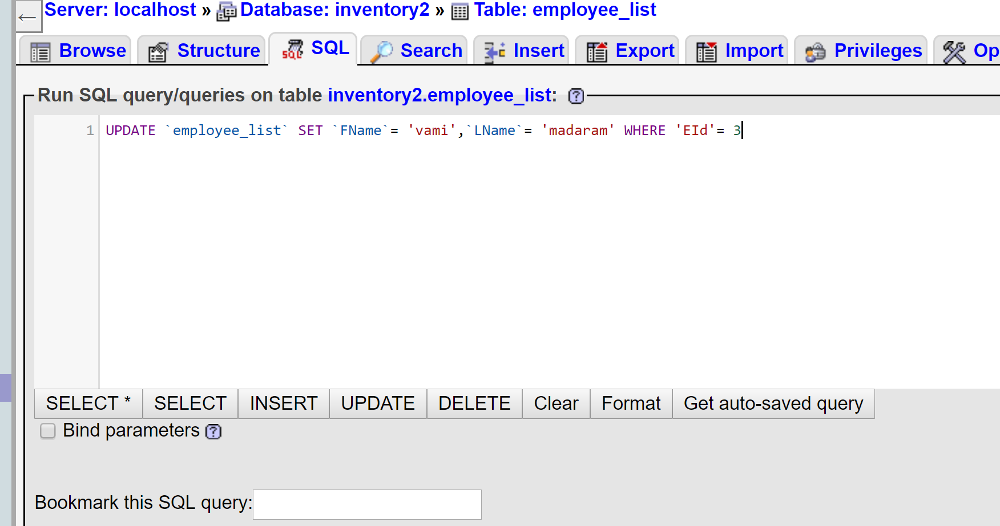 Server: localhost » Database: inventory2 » Table: employee_list
Browse Structure SQL Search Insert Export Import Privileges Op
Run SQL query/queries on table inventory2.employee_list:
1 UPDATE `employee_list` SET `FName`= 'vami',`LName`= 'madaram' WHERE 'EId'= 3
SELECT * SELECT INSERT UPDATE DELETE Clear Format Get auto-saved query
Bind parameters
Bookmark this SQL query: